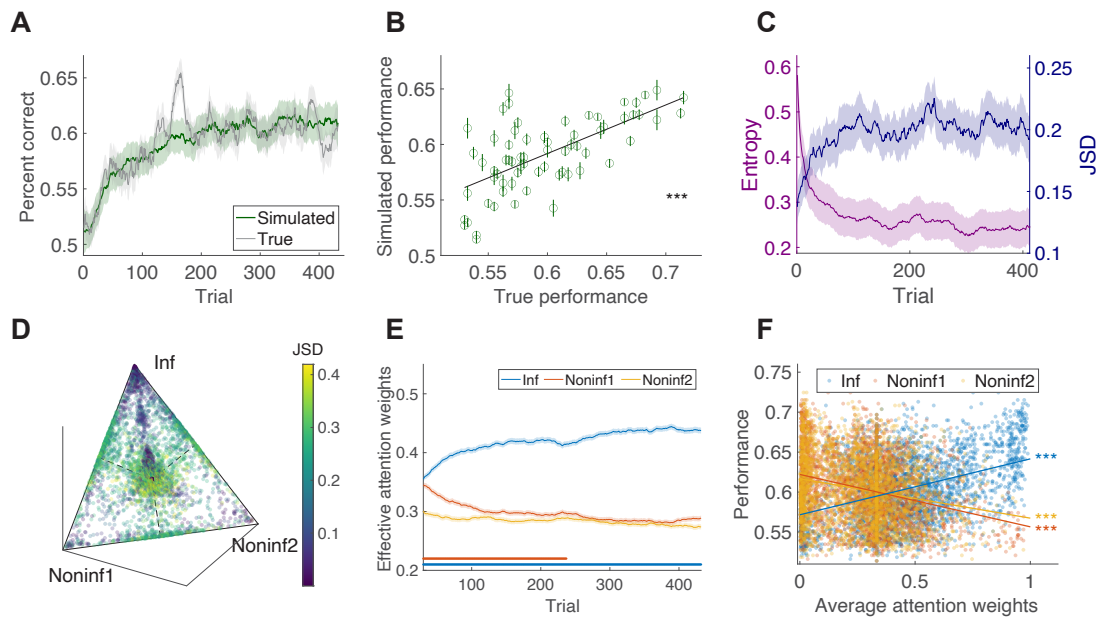 A
Percent correct
0.65
0.6
0.55
0.5
0
100
200
300
400
Trial
Simulated
True
B
Simulated performance
0.65
0.6
0.55
0.5
0.55
0.6
0.65
0.7
True performance
***
C
Entropy
0.6
0.5
0.4
0.3
0.2
0
200
400
Trial
0.25
0.2
0.15
0.1
JSD
D
Inf
Noninf1
Noninf2
JSD
0.4
0.3
0.2
0.1
E
Effective attention weights
0.5
0.4
0.3
0.2
100
200
300
400
Trial
Inf Noninf1 Noninf2
F
Performance
0.75
0.7
0.65
0.6
0.55
0
0.5
1
Average attention weights
Inf Noninf1 Noninf2
***
***
***